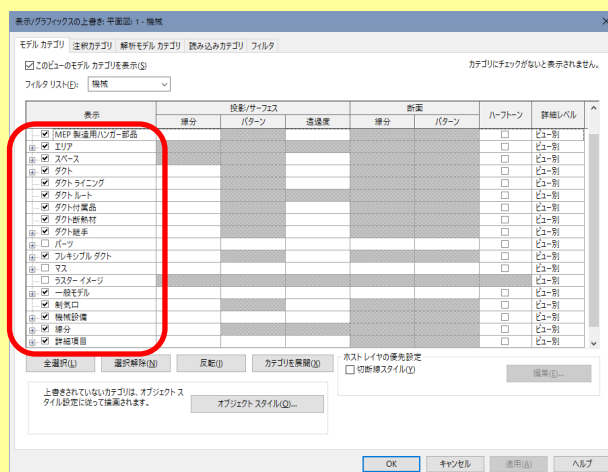 表示/グラフィックスの上書き: 平面図: 1 - 機械
モデル カテゴリ 注釈カテゴリ 解析モデル カテゴリ 読み込みカテゴリ フィルタ
このビューのモデル カテゴリを表示(S) カテゴリにチェックがないと表示されません。
フィルタ リスト(F): 機械
表示 投影/サーフェス 断面 ハーフトーン 詳細レベル
線分 パターン 透過度 線分 パターン
MEP 製造用ハンガー部品 ビュー別
エリア ビュー別
スペース ビュー別
ダクト ビュー別
ダクト ライニング ビュー別
ダクト ルート ビュー別
ダクト付属品 ビュー別
ダクト断熱材 ビュー別
ダクト継手 ビュー別
パーツ ビュー別
フレキシブル ダクト ビュー別
マス ビュー別
ラスター イメージ ビュー別
一般モデル ビュー別
制気口 ビュー別
機械設備 ビュー別
線分 ビュー別
詳細項目 ビュー別
全選択(L) 選択解除(N) 反転(I) カテゴリを展開(X)
ホスト レイヤの優先設定
切断線スタイル(Y) 編集(E)...
上書きされていないカテゴリは、オブジェクト ス
タイル設定に従って描画されます。
オブジェクト スタイル(O)...
OK キャンセル 適用(A) ヘルプ